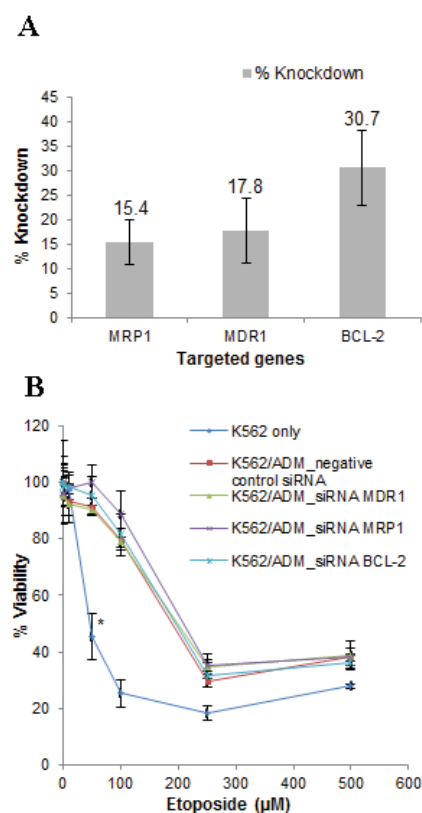 A
% Knockdown
45
40
35
30
25
20
15
10
5
0
% Knockdown
15.4
17.8
30.7
MRP1
MDR1
BCL-2
Targeted genes
B
120
100
80
60
40
20
0
% Viability
K562 only
K562/ADM_negative
control siRNA
K562/ADM_siRNA MDR1
K562/ADM_siRNA MRP1
K562/ADM_siRNA BCL-2
*
0
100
200
300
400
500
600
Etoposide (µM)